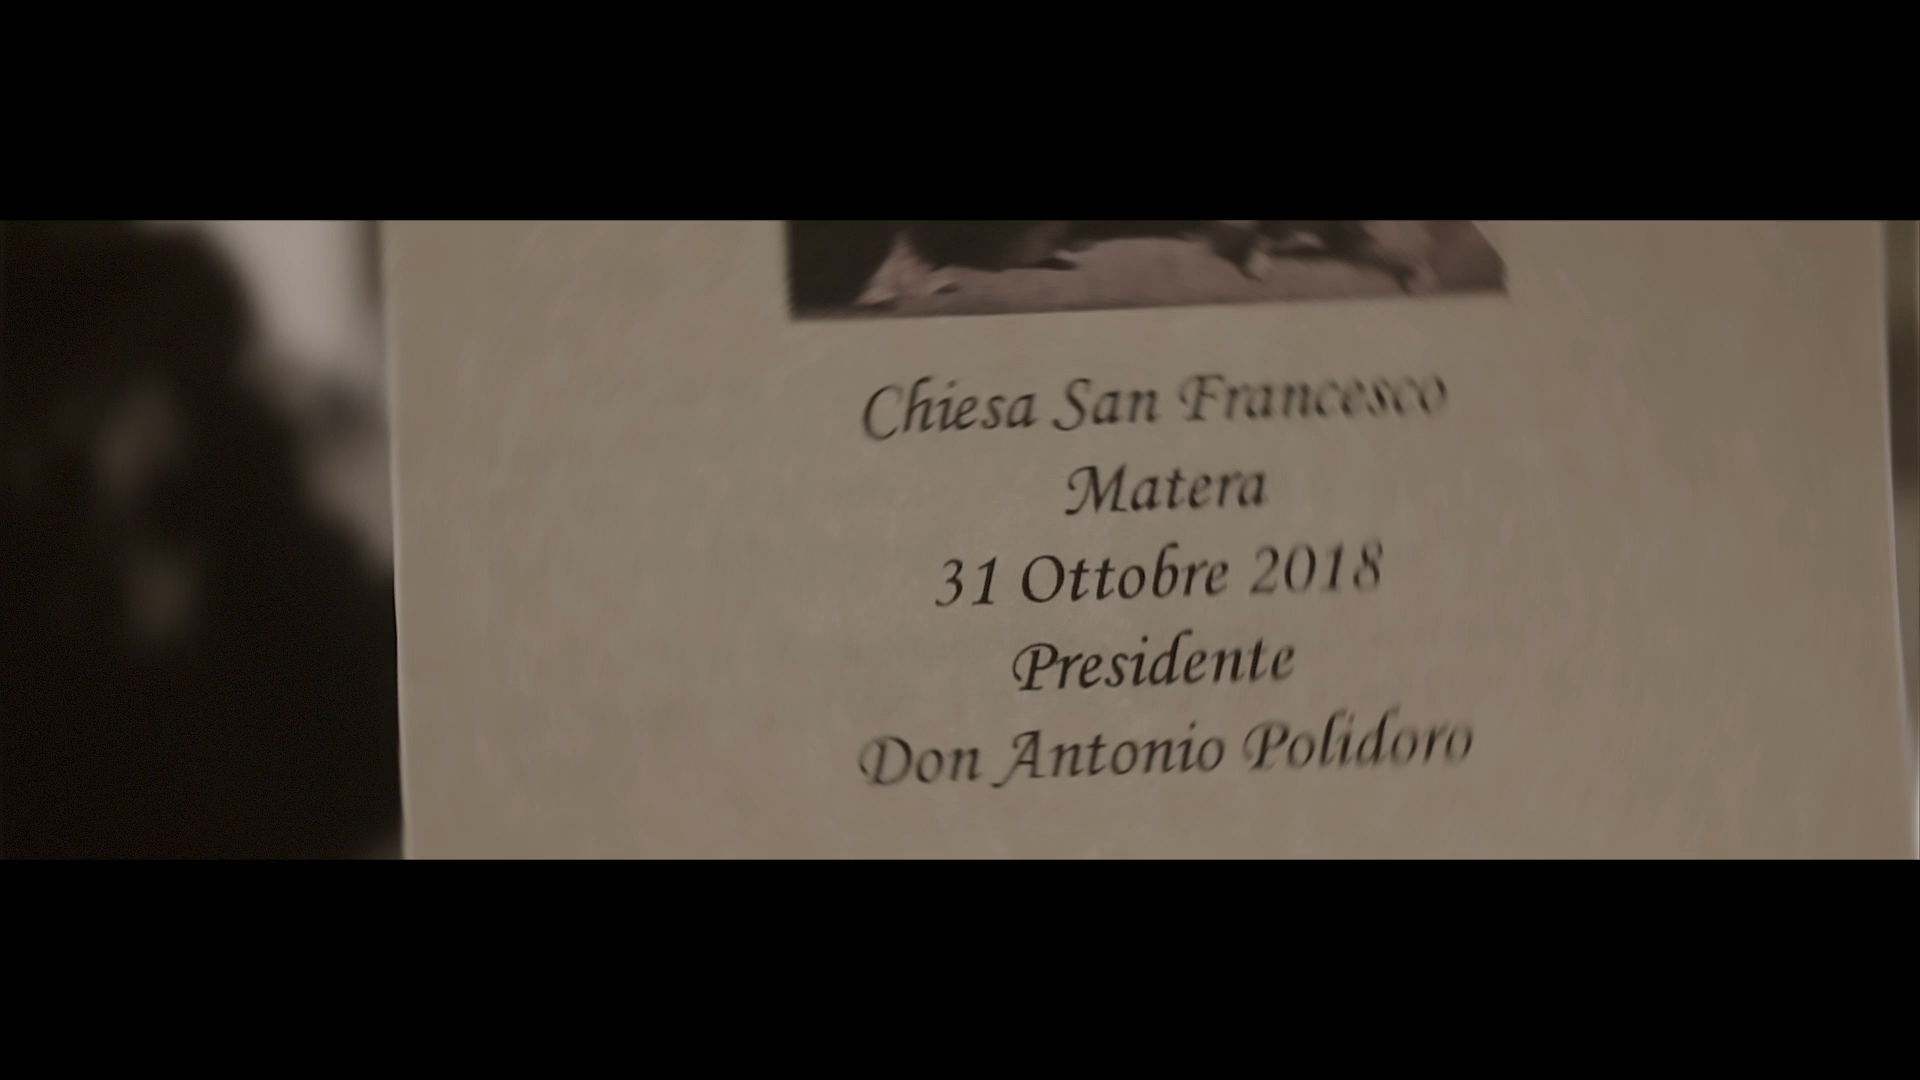 Chiesa San Francesco
Matera
31 Ottobre 2018
Presidente
Don Antonio Polidoro